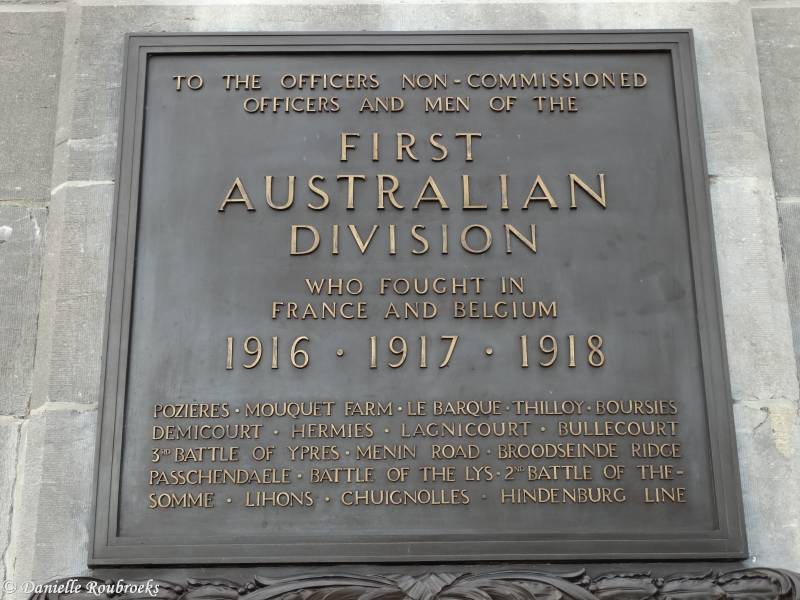 TO THE OFFICERS NON-COMMISSIONED
OFFICERS AND MEN OF THE
FIRST
AUSTRALIAN
DIVISION
WHO FOUGHT IN
FRANCE AND BELGIUM
1916 · 1917 · 1918
POZIÈRES · MOUQUET FARM · LE BARQUE · THILLOY · BOURSIES
DEMICOURT · HERMIES · LAGNICOURT · BULLECOURT
3RD BATTLE OF YPRES · MENIN ROAD · BROODSEINDE RIDGE
PASSCHENDAELE · BATTLE OF THE LYS · 2ND BATTLE OF THE-
SOMME · LIHONS · CHUIGNOLLES · HINDENBURG LINE
© Danielle Roubroeks